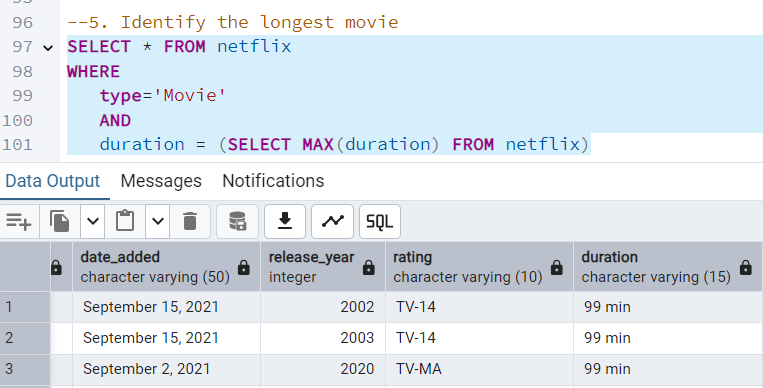 96 --5. Identify the longest movie
97 SELECT * FROM netflix
98 WHERE
99 type='Movie'
100 AND
101 duration = (SELECT MAX(duration) FROM netflix)
Data Output Messages Notifications
SQL
date_added release_year rating duration
character varying (50) integer character varying (10) character varying (15)
1 September 15, 2021 2002 TV-14 99 min
2 September 15, 2021 2003 TV-14 99 min
3 September 2, 2021 2020 TV-MA 99 min